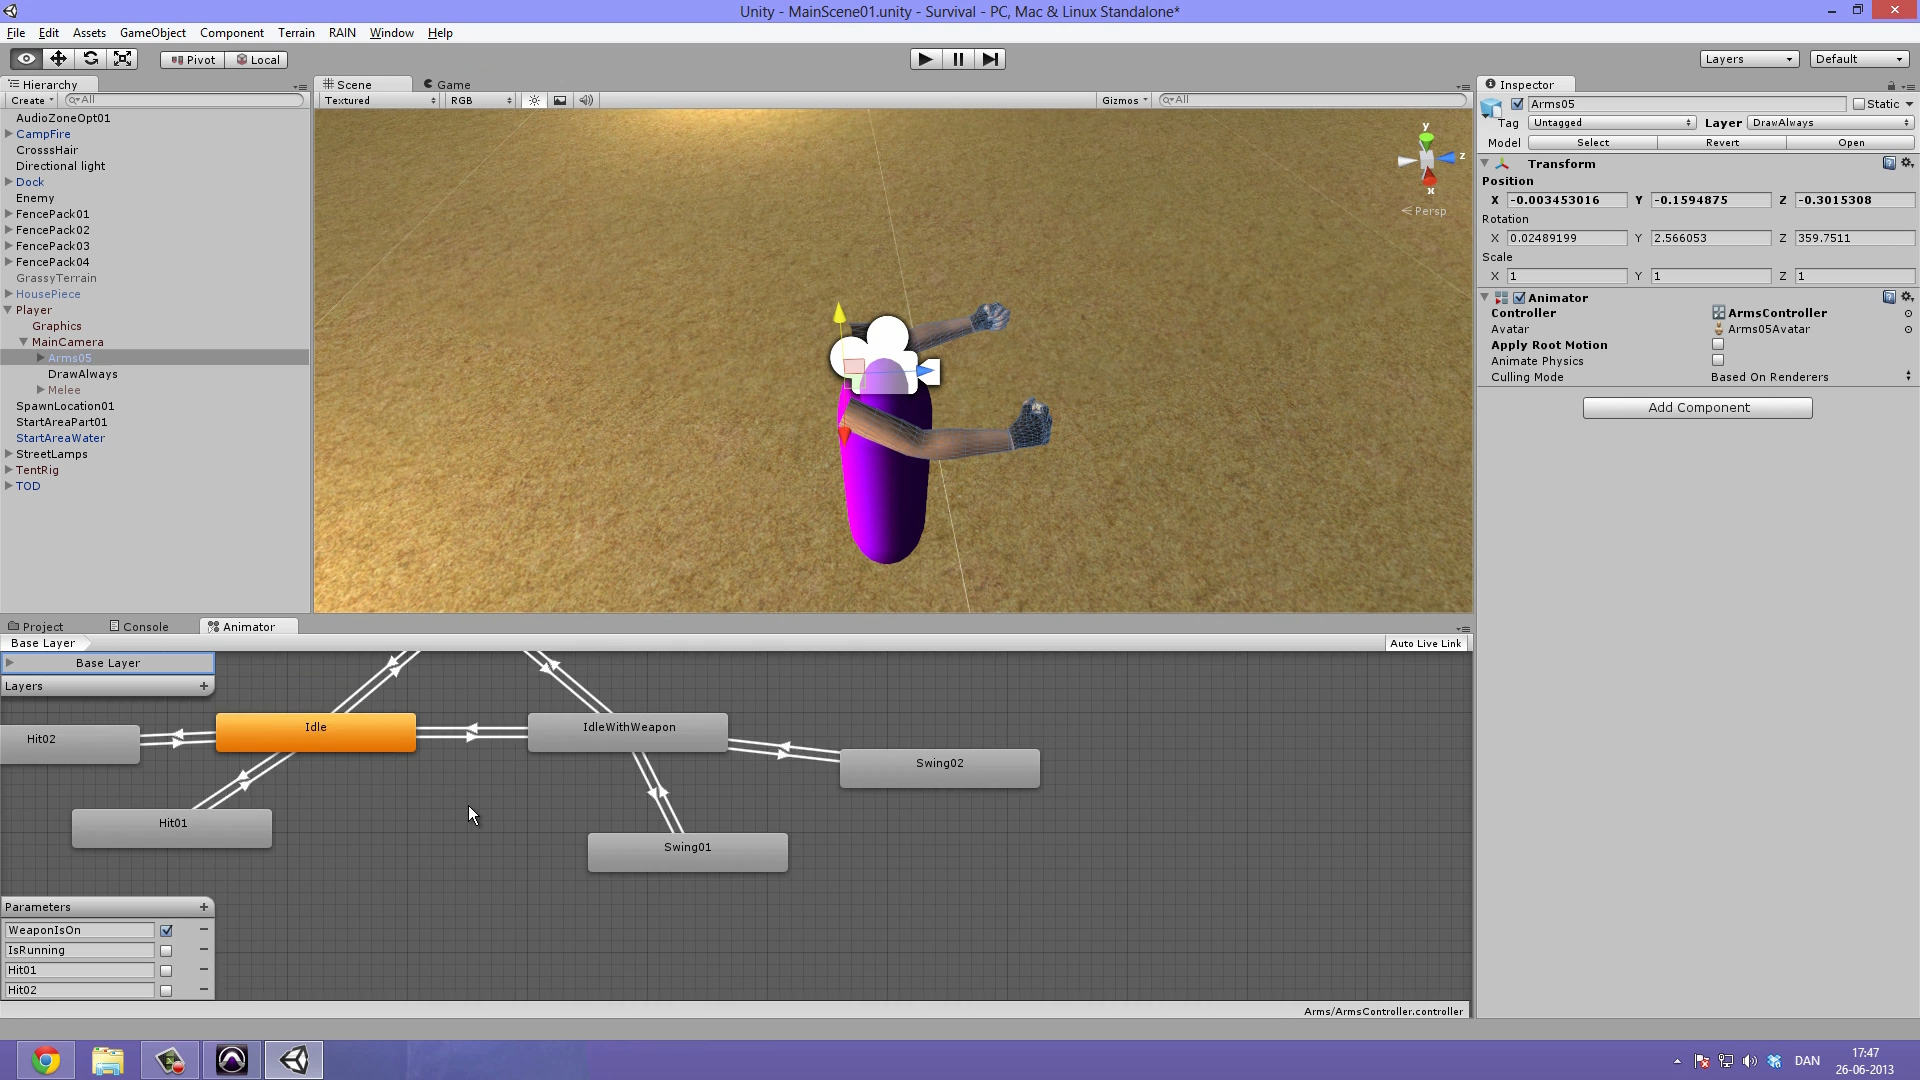 Unity - MainScene01.unity - Survival - PC, Mac & Linux Standalone*
File Edit Assets GameObject Component Terrain RAIN Window Help
Pivot Local Layers Default
Hierarchy
Create All
AudioZoneOpt01
CampFire
CrosssHair
Directional light
Dock
Enemy
FencePack01
FencePack02
FencePack03
FencePack04
GrassyTerrain
HousePiece
Player
Graphics
MainCamera
Arms05
DrawAlways
Melee
SpawnLocation01
StartAreaPart01
StartAreaWater
StreetLamps
TentRig
TOD
Scene Game
Textured RGB Gizmos All
y
z
x
Persp
Inspector
Arms05 Static
Tag Untagged Layer DrawAlways
Model Select Revert Open
Transform
Position
X -0.003453016 Y -0.1594875 Z -0.3015308
Rotation
X 0.02489199 Y 2.566053 Z 359.7511
Scale
X 1 Y 1 Z 1
Animator
Controller ArmsController
Avatar Arms05Avatar
Apply Root Motion
Animate Physics
Culling Mode Based On Renderers
Add Component
Project Console Animator
Base Layer Auto Live Link
Base Layer
Layers +
Hit02
Idle
IdleWithWeapon
Swing02
Hit01
Swing01
Parameters +
WeaponIsOn
IsRunning
Hit01
Hit02
Arms/ArmsController.controller
DAN
17:47
26-06-2013